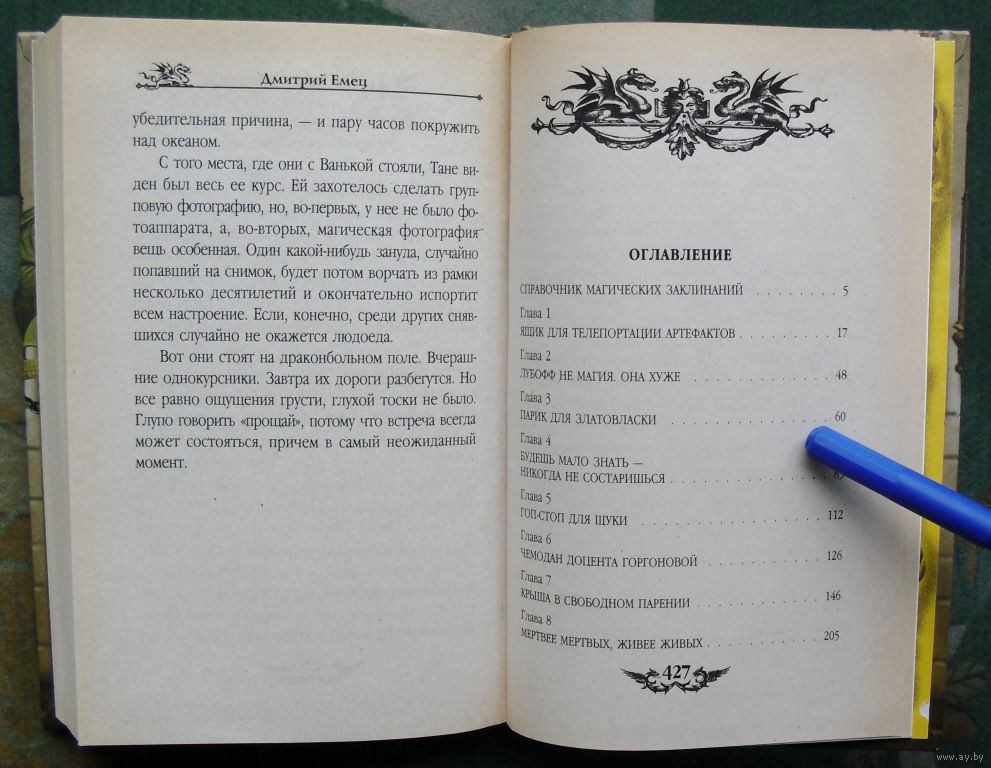 Дмитрий Емец
убедительная причина, — и пару часов покружить
над океаном.
С того места, где они с Ванькой стояли, Тане ви-
ден был весь ее курс. Ей захотелось сделать груп-
повую фотографию, но, во-первых, у нее не было фо-
тоаппарата, а, во-вторых, магическая фотография
вещь особенная. Один какой-нибудь зануда, случайно
попавший на снимок, будет потом ворчать из рамки
несколько десятилетий и окончательно испортит
всем настроение. Если, конечно, среди других сняв-
шихся случайно не окажется людоеда.
Вот они стоят на драконбольном поле. Вчераш-
ние однокурсники. Завтра их дороги разбегутся. Но
все равно ощущения грусти, глухой тоски не было.
Глупо говорить «прощай», потому что встреча всегда
может состояться, причем в самый неожиданный
момент.
ОГЛАВЛЕНИЕ
СПРАВОЧНИК МАГИЧЕСКИХ ЗАКЛИНАНИЙ . . . . . . . . 5
Глава 1
ЯЩИК ДЛЯ ТЕЛЕПОРТАЦИИ АРТЕФАКТОВ . . . . . . . . . 17
Глава 2
ЛУБОФФ НЕ МАГИЯ. ОНА ХУЖЕ . . . . . . . . . . . . . 48
Глава 3
ПАРИК ДЛЯ ЗЛАТОВЛАСКИ . . . . . . . . . . . . . . . 60
Глава 4
БУДЕШЬ МАЛО ЗНАТЬ —
НИКОГДА НЕ СОСТАРИШЬСЯ . . . . . . . . . . . . . .
Глава 5
ГОП-СТОП ДЛЯ ЩУКИ . . . . . . . . . . . . . . . . 112
Глава 6
ЧЕМОДАН ДОЦЕНТА ГОРГОНОВОЙ . . . . . . . . . . . 126
Глава 7
КРЫША В СВОБОДНОМ ПАРЕНИИ . . . . . . . . . . . . 146
Глава 8
МЕРТВЕЕ МЕРТВЫХ, ЖИВЕЕ ЖИВЫХ . . . . . . . . . . . 205
427
www.ay.by